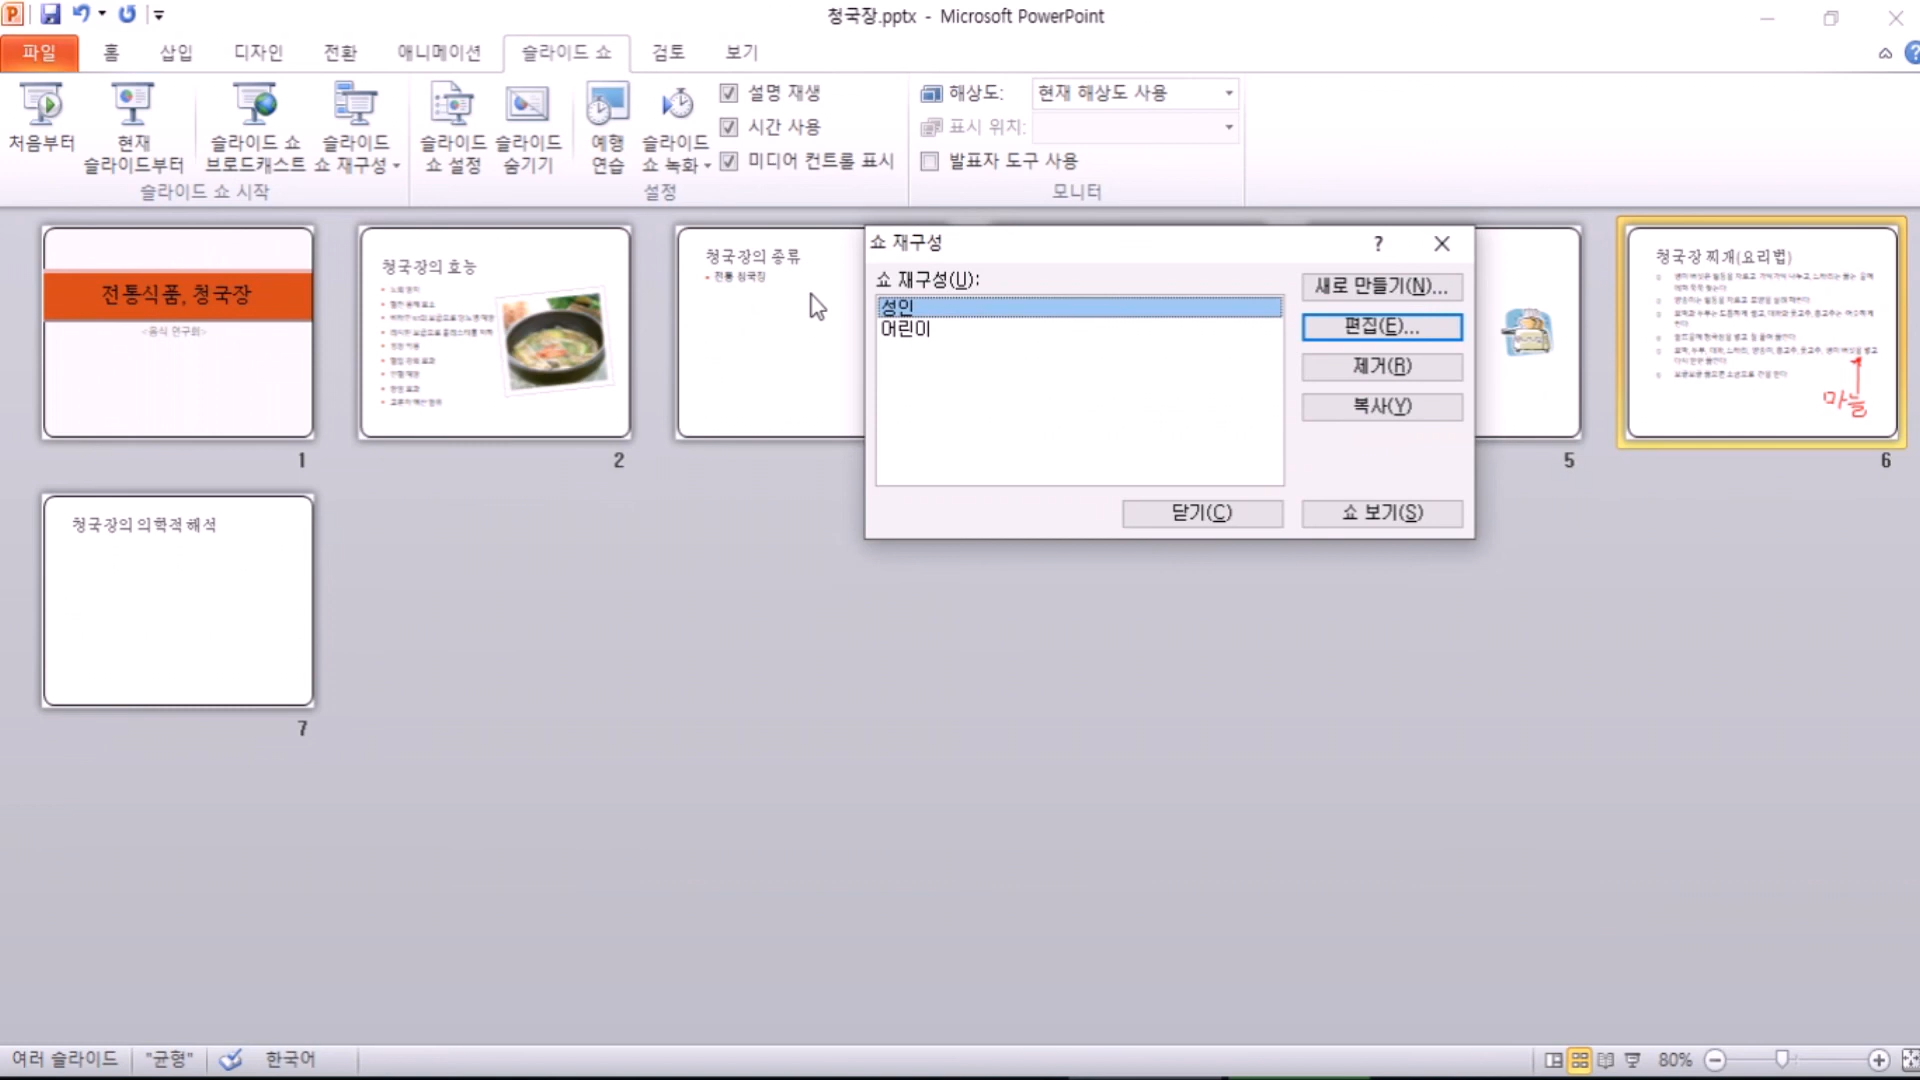 청국장.pptx - Microsoft PowerPoint
파일 홈 삽입 디자인 전환 애니메이션 슬라이드 쇼 검토 보기
처음부터
현재
슬라이드부터
슬라이드 쇼
브로드캐스트
슬라이드
쇼 재구성
슬라이드 쇼 시작
슬라이드
쇼 설정
슬라이드
숨기기
예행
연습
슬라이드
쇼 녹화
설명 재생
시간 사용
미디어 컨트롤 표시
설정
해상도: 현재 해상도 사용
표시 위치:
발표자 도구 사용
모니터
전통식품, 청국장
<음식 연구회>
1
청국장의 효능
2
청국장의 종류
전통 청국장
쇼 재구성
?
쇼 재구성(U):
성인
어린이
새로 만들기(N)...
편집(E)...
제거(R)
복사(Y)
닫기(C)
쇼 보기(S)
5
청국장 찌개(요리법)
마늘
6
청국장의 의학적 해석
7
여러 슬라이드 "균형" 한국어
80%